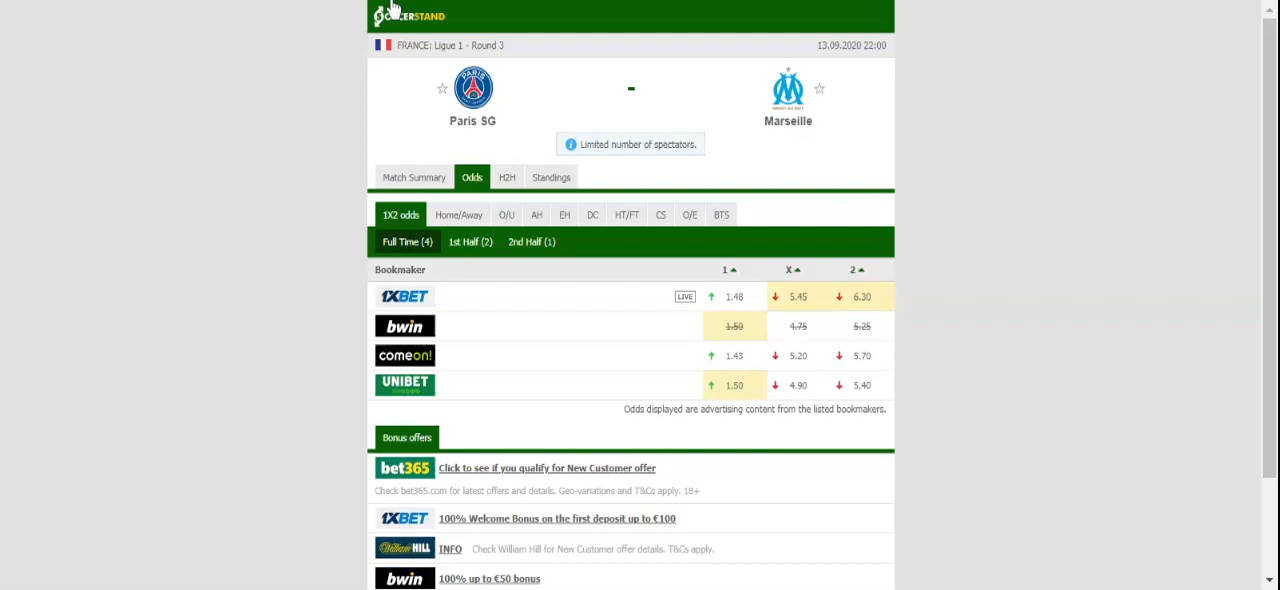 SOCCERSTAND
FRANCE: Ligue 1 - Round 3 13.09.2020 22:00
PARIS
Paris SG - Marseille
Limited number of spectators.
Match Summary Odds H2H Standings
1X2 odds Home/Away O/U AH EH DC HT/FT CS O/E BTS
Full Time (4) 1st Half (2) 2nd Half (1)
Bookmaker 1 X 2
1XBET LIVE 1.48 5.45 6.30
bwin 1.50 4.75 5.25
comeon! 1.43 5.20 5.70
UNIBET 1.50 4.90 5.40
Odds displayed are advertising content from the listed bookmakers.
Bonus offers
bet365 Click to see if you qualify for New Customer offer
Check bet365.com for latest offers and details. Geo-variations and T&Cs apply. 18+
1XBET 100% Welcome Bonus on the first deposit up to €100
William HILL INFO Check William Hill for New Customer offer details. T&Cs apply.
bwin 100% up to €50 bonus